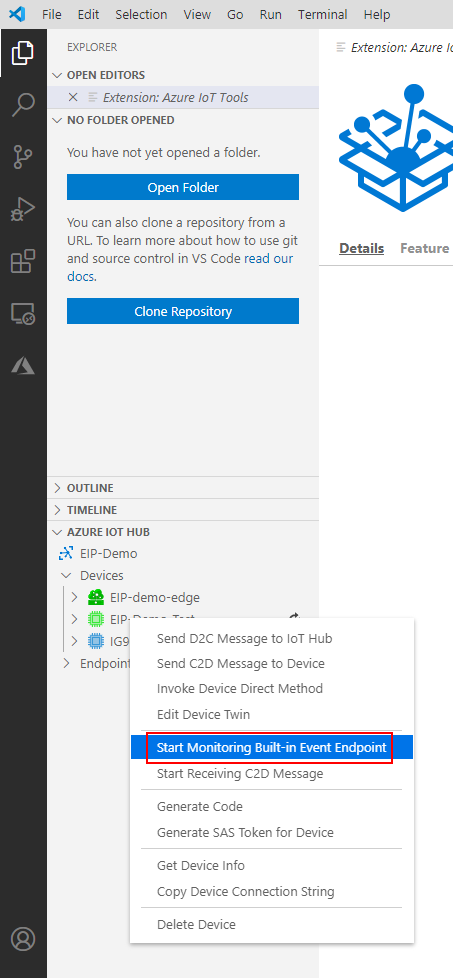 File Edit Selection View Go Run Terminal Help
EXPLORER
Extension: Azure
OPEN EDITORS
Extension: Azure IoT Tools
NO FOLDER OPENED
You have not yet opened a folder.
Open Folder
You can also clone a repository from a
URL. To learn more about how to use git
and source control in VS Code read our
docs.
Clone Repository
Details Feature
OUTLINE
TIMELINE
AZURE IOT HUB
EIP-Demo
Devices
EIP-demo-edge
EIP-Demo-Test
IG9
Endpoint
Send D2C Message to IoT Hub
Send C2D Message to Device
Invoke Device Direct Method
Edit Device Twin
Start Monitoring Built-in Event Endpoint
Start Receiving C2D Message
Generate Code
Generate SAS Token for Device
Get Device Info
Copy Device Connection String
Delete Device